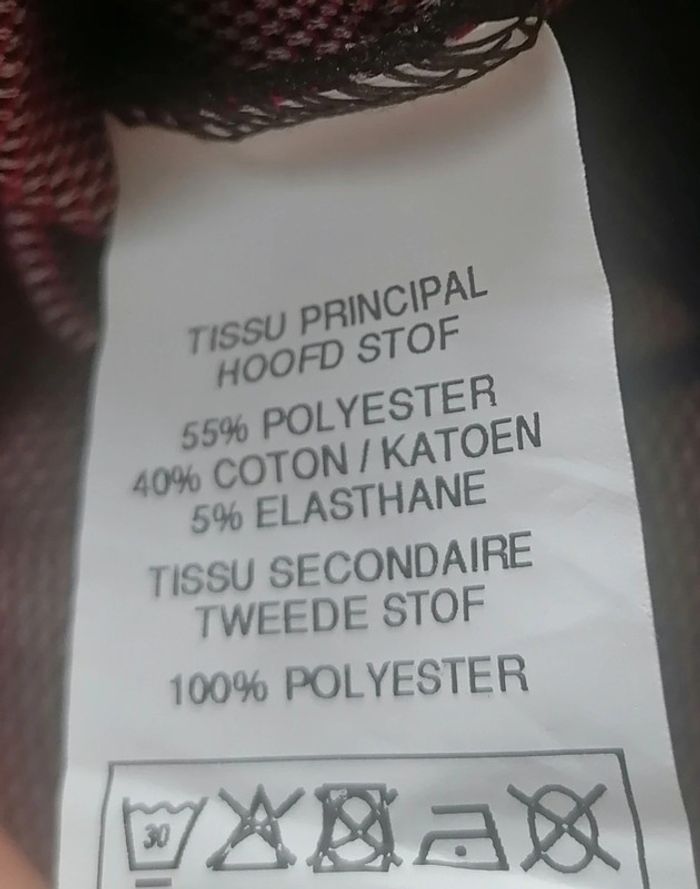 TISSU PRINCIPAL
HOOFD STOF
55% POLYESTER
40% COTON / KATOEN
5% ELASTHANE
TISSU SECONDAIRE
TWEEDE STOF
100% POLYESTER
30